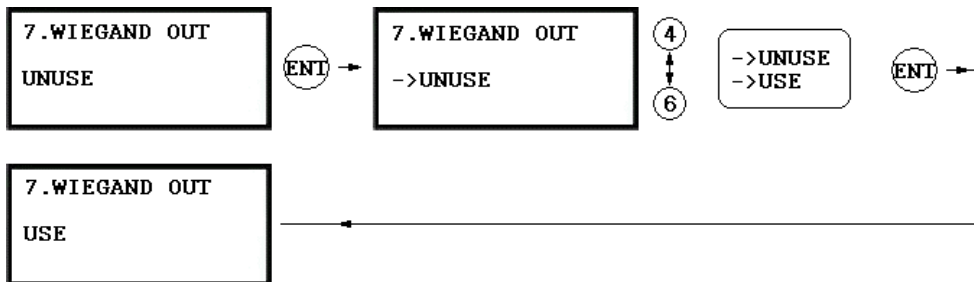 7.WIEGAND OUT
UNUSE
ENT
7.WIEGAND OUT
->UNUSE
4
6
->UNUSE
->USE
ENT
7.WIEGAND OUT
USE